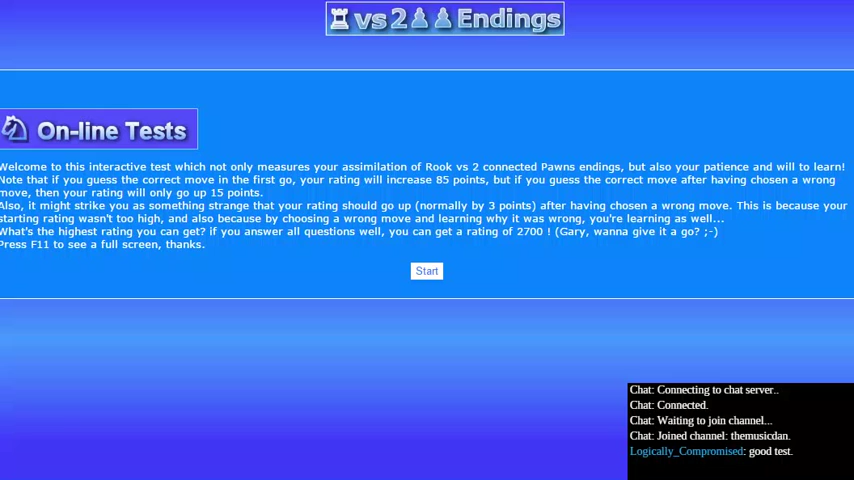 vs 2 Endings
On-line Tests
Welcome to this interactive test which not only measures your assimilation of Rook vs 2 connected Pawns endings, but also your patience and will to learn!
Note that if you guess the correct move in the first go, your rating will increase 85 points, but if you guess the correct move after having chosen a wrong
move, then your rating will only go up 15 points.
Also, it might strike you as something strange that your rating should go up (normally by 3 points) after having chosen a wrong move. This is because your
starting rating wasn't too high, and also because by choosing a wrong move and learning why it was wrong, you're learning as well...
What's the highest rating you can get? if you answer all questions well, you can get a rating of 2700 ! (Gary, wanna give it a go? ;-)
Press F11 to see a full screen, thanks.
Start
Chat: Connecting to chat server..
Chat: Connected.
Chat: Waiting to join channel...
Chat: Joined channel: themusicdan.
Logically_Compromised: good test.